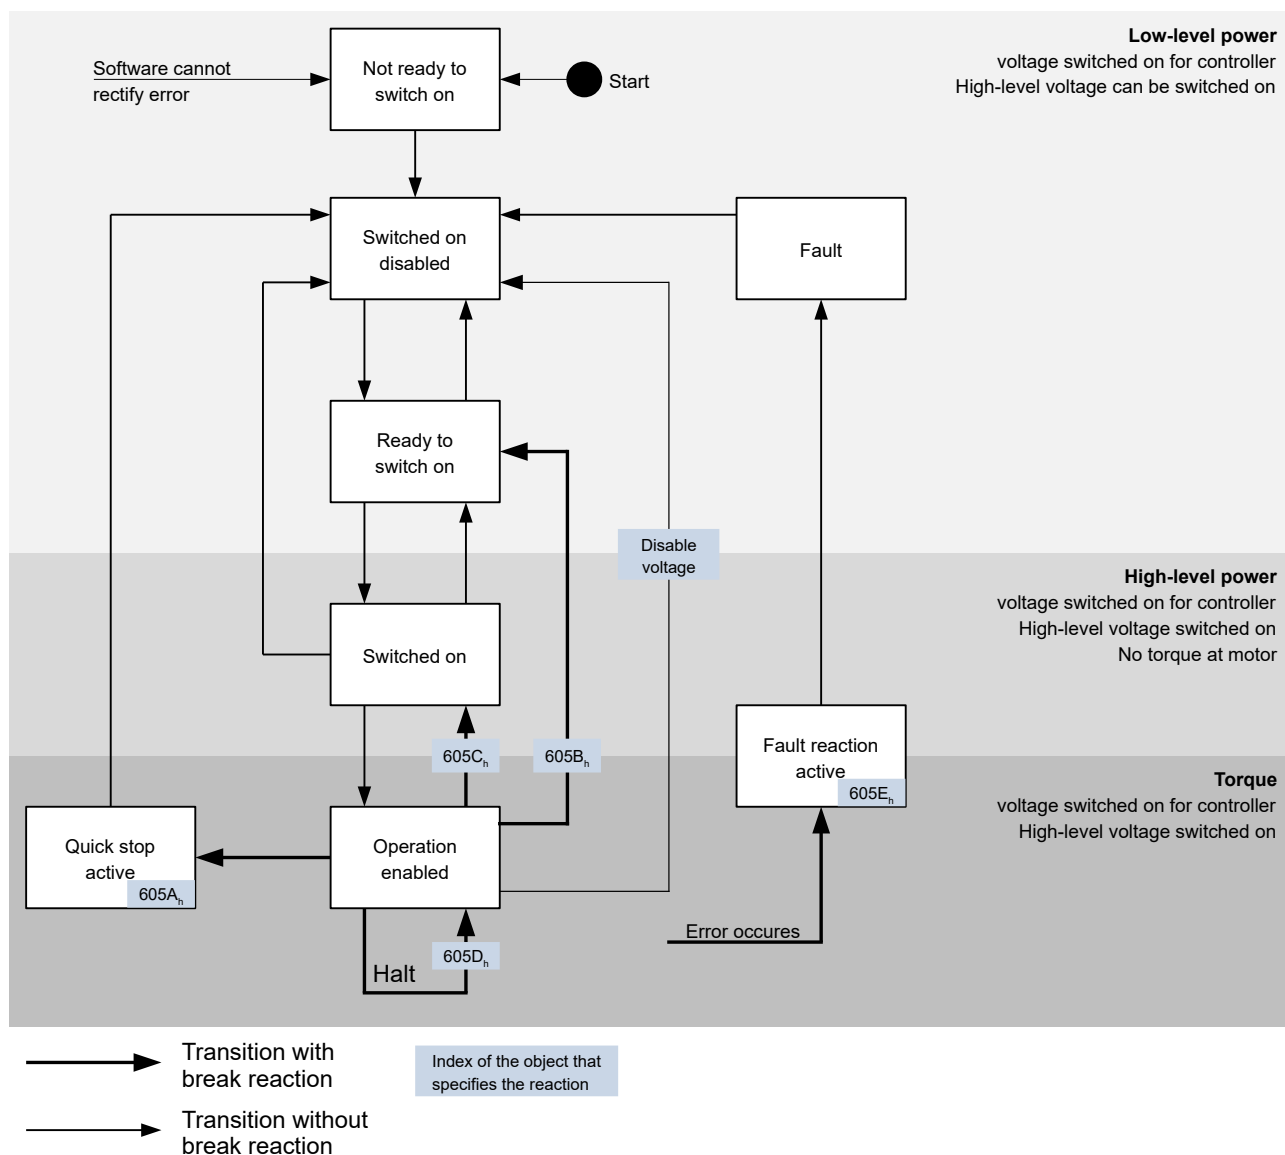 Low-level power
voltage switched on for controller
High-level voltage can be switched on
Software cannot
rectify error
Not ready to
switch on
Start
Switched on
disabled
Fault
Ready to
switch on
Disable
voltage
High-level power
voltage switched on for controller
High-level voltage switched on
No torque at motor
Switched on
605Ch
605Bh
Fault reaction
active
605Eh
Torque
voltage switched on for controller
High-level voltage switched on
Quick stop
active
605Ah
Operation
enabled
Error occures
605Dh
Halt
Transition with
break reaction
Index of the object that
specifies the reaction
Transition without
break reaction